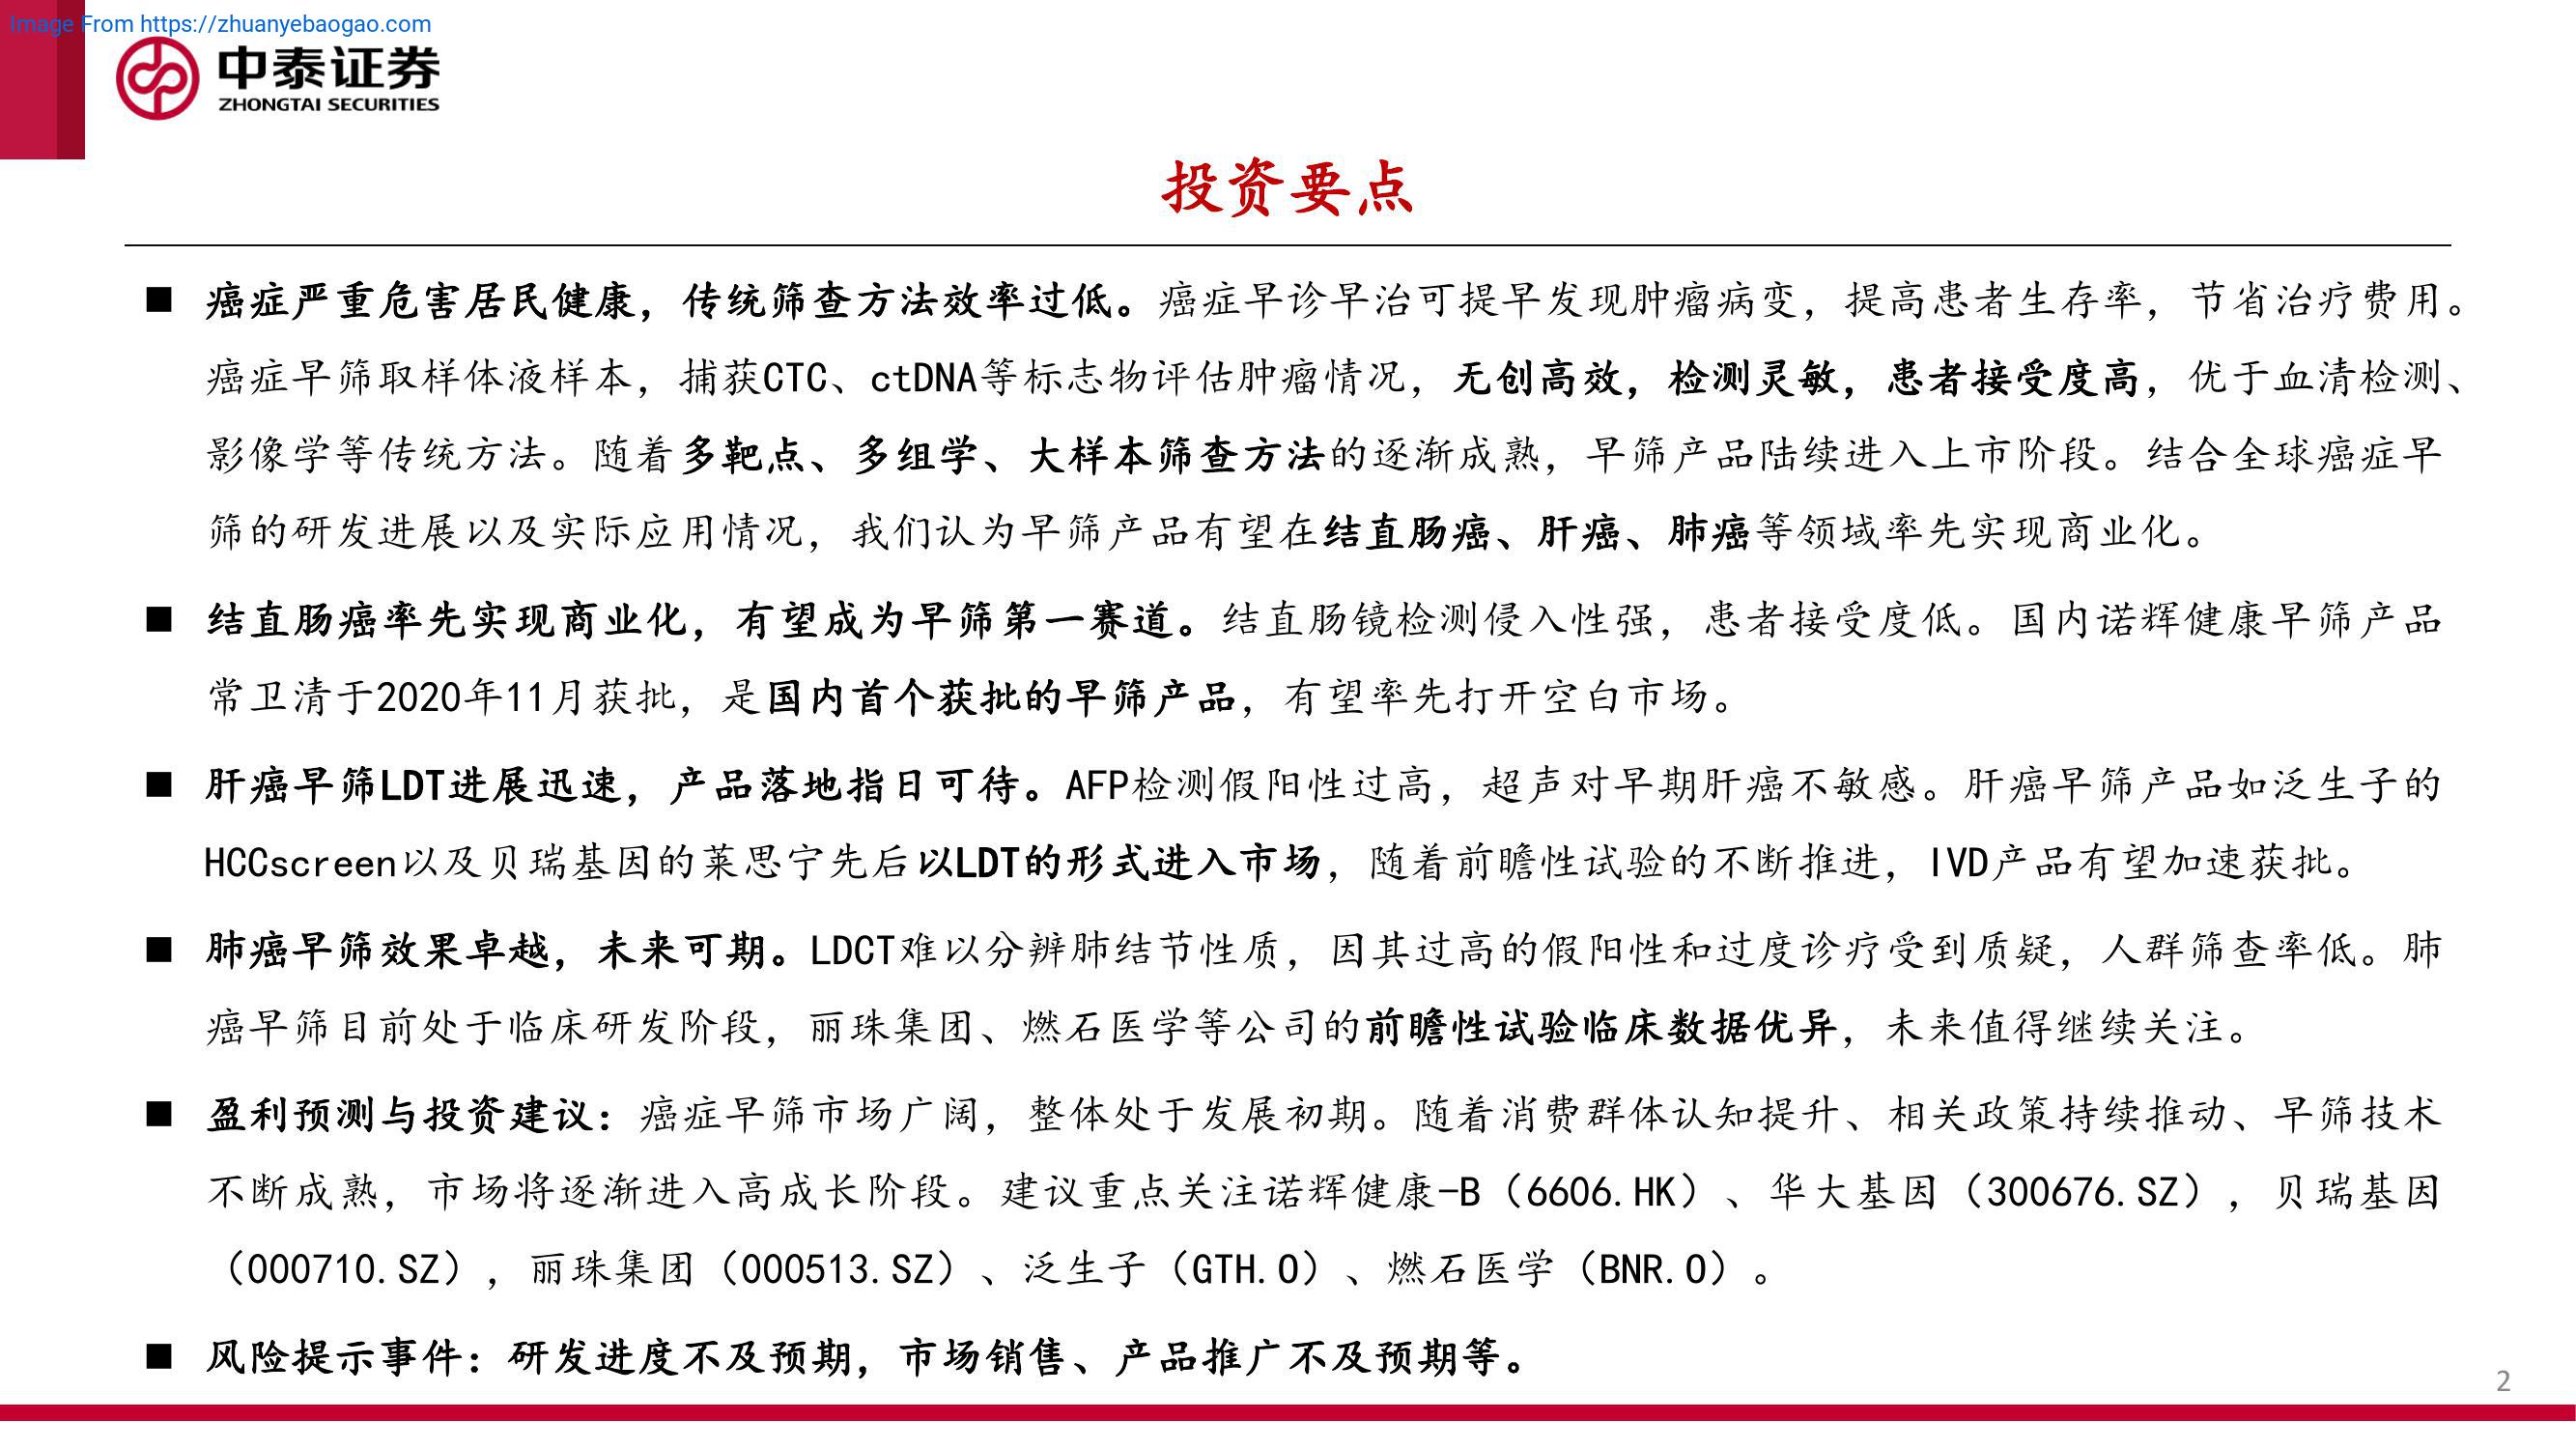 Image From https://zhuanyebaogao.com
中泰证券
ZHONGTAI SECURITIES
投资要点
■ 癌症严重危害居民健康，传统筛查方法效率过低。癌症早诊早治可提早发现肿瘤病变，提高患者生存率，节省治疗费用。
癌症早筛取样体液样本，捕获CTC、ctDNA等标志物评估肿瘤情况，无创高效，检测灵敏，患者接受度高，优于血清检测、
影像学等传统方法。随着多靶点、多组学、大样本筛查方法的逐渐成熟，早筛产品陆续进入上市阶段。结合全球癌症早
筛的研发进展以及实际应用情况，我们认为早筛产品有望在结直肠癌、肝癌、肺癌等领域率先实现商业化。
■ 结直肠癌率先实现商业化，有望成为早筛第一赛道。结直肠镜检测侵入性强，患者接受度低。国内诺辉健康早筛产品
常卫清于2020年11月获批，是国内首个获批的早筛产品，有望率先打开空白市场。
■ 肝癌早筛LDT进展迅速，产品落地指日可待。AFP检测假阳性过高，超声对早期肝癌不敏感。肝癌早筛产品如泛生子的
HCCscreen以及贝瑞基因的莱思宁先后以LDT的形式进入市场，随着前瞻性试验的不断推进，IVD产品有望加速获批。
■ 肺癌早筛效果卓越，未来可期。LDCT难以分辨肺结节性质，因其过高的假阳性和过度诊疗受到质疑，人群筛查率低。肺
癌早筛目前处于临床研发阶段，丽珠集团、燃石医学等公司的前瞻性试验临床数据优异，未来值得继续关注。
■ 盈利预测与投资建议：癌症早筛市场广阔，整体处于发展初期。随着消费群体认知提升、相关政策持续推动、早筛技术
不断成熟，市场将逐渐进入高成长阶段。建议重点关注诺辉健康-B（6606.HK）、华大基因（300676.SZ），贝瑞基因
（000710.SZ），丽珠集团（000513.SZ）、泛生子（GTH.O）、燃石医学（BNR.O）。
■ 风险提示事件：研发进度不及预期，市场销售、产品推广不及预期等。
2